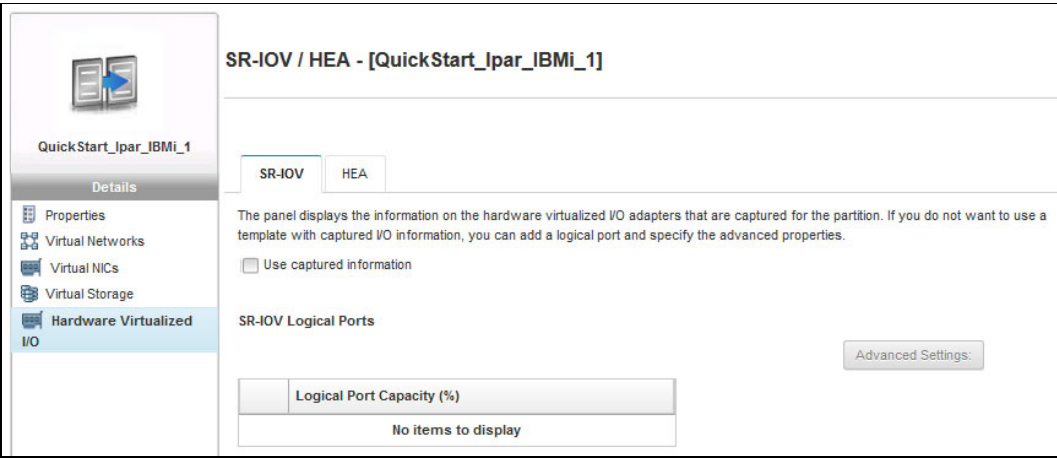 SR-IOV / HEA - [QuickStart_lpar_IBMi_1]
QuickStart_lpar_IBMi_1
Details
Properties
Virtual Networks
Virtual NICs
Virtual Storage
Hardware Virtualized
I/O
SR-IOV HEA
The panel displays the information on the hardware virtualized I/O adapters that are captured for the partition. If you do not want to use a
template with captured I/O information, you can add a logical port and specify the advanced properties.
Use captured information
SR-IOV Logical Ports
Advanced Settings:
Logical Port Capacity (%)
No items to display